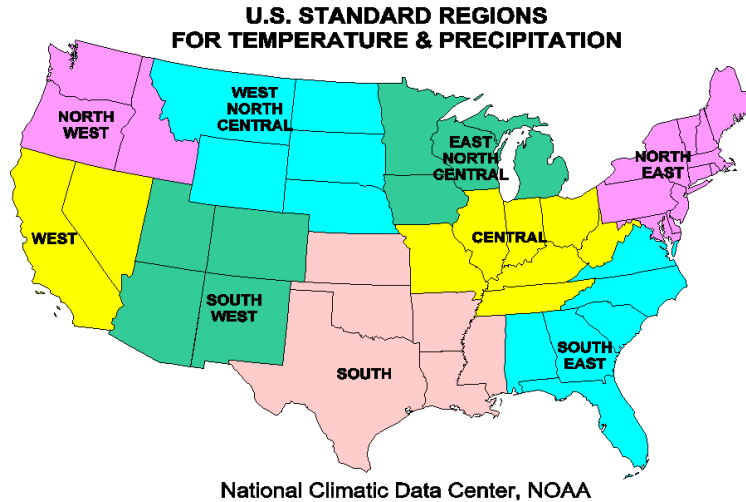 U.S. STANDARD REGIONS
FOR TEMPERATURE & PRECIPITATION
NORTH
WEST
WEST
NORTH
CENTRAL
EAST
NORTH
CENTRAL
NORTH
EAST
WEST
CENTRAL
SOUTH
WEST
SOUTH
EAST
SOUTH
National Climatic Data Center, NOAA